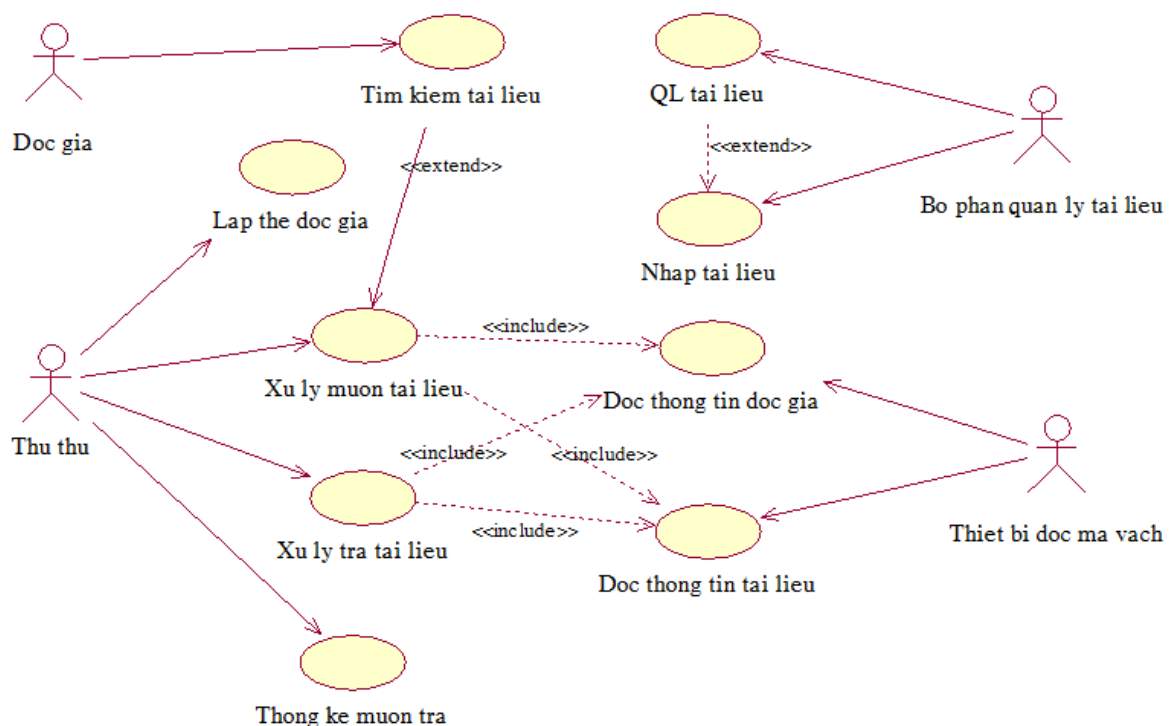 Tim kiem tai lieu
QL tai lieu
Doc gia
<<extend>>
<<extend>>
Lap the doc gia
Bo phan quan ly tai lieu
Nhap tai lieu
<<include>>
Xu ly muon tai lieu
Doc thong tin doc gia
Thu thu
<<include>>
<<include>>
<<include>>
Thiet bi doc ma vach
Xu ly tra tai lieu
Doc thong tin tai lieu
Thong ke muon tra